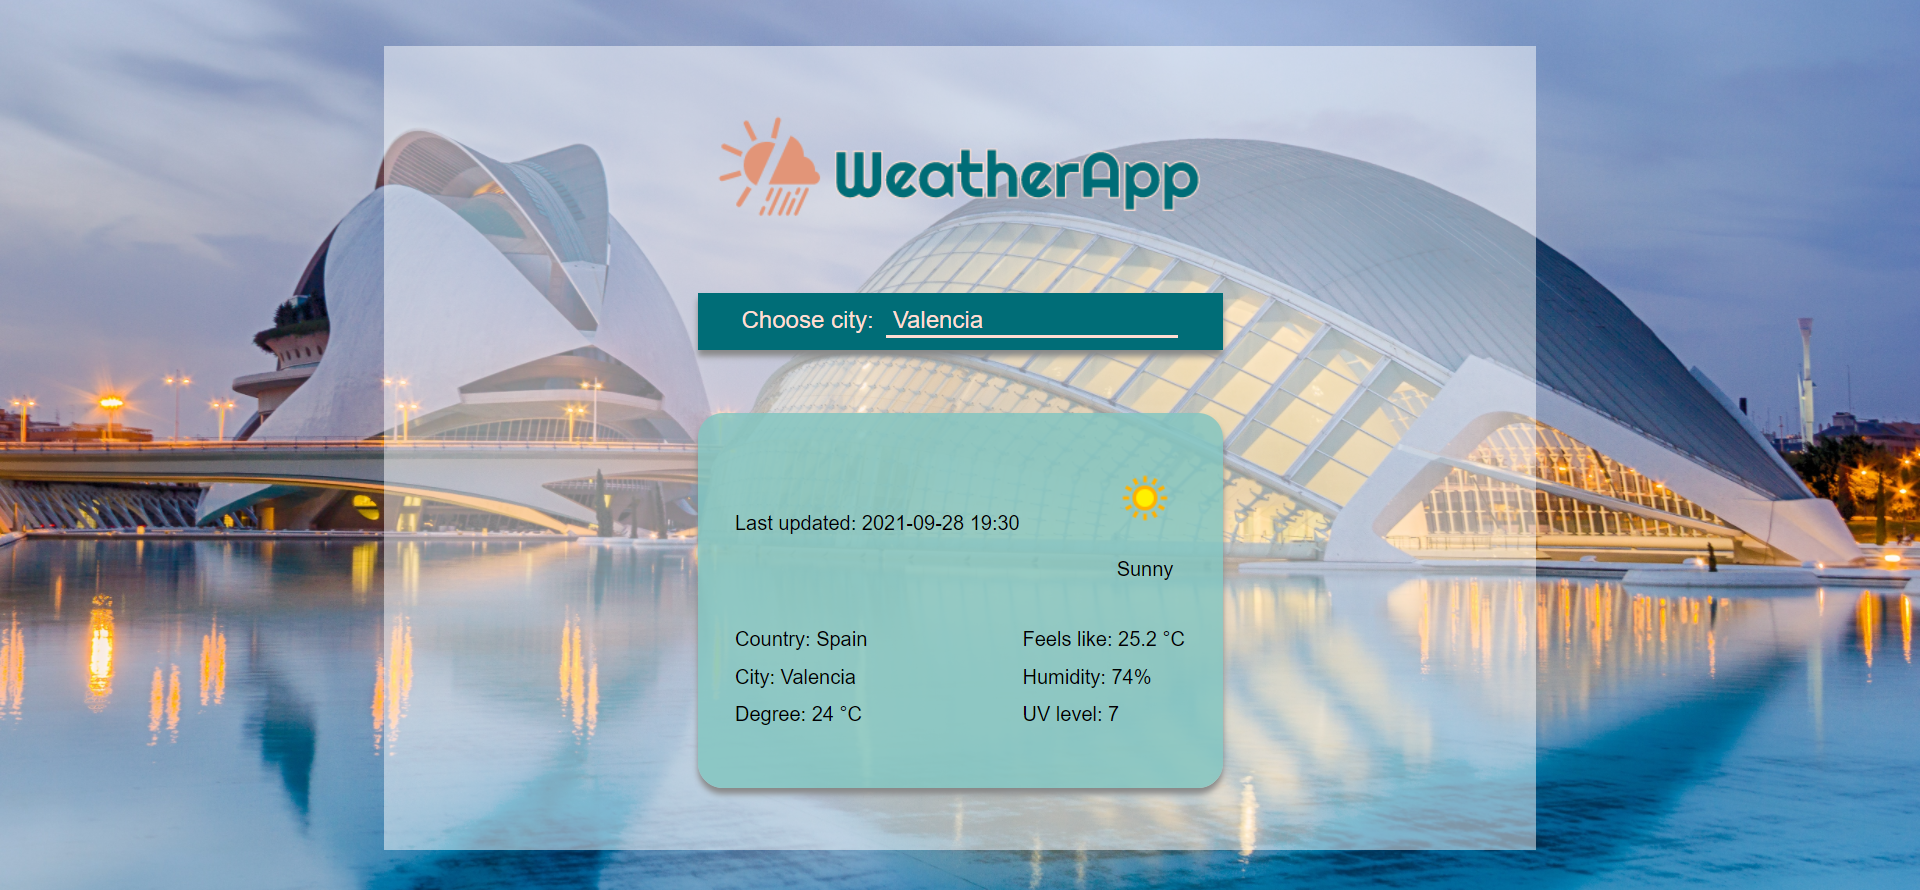 WeatherApp
Choose city: Valencia
Last updated: 2021-09-28 19:30
Sunny
Country: Spain
City: Valencia
Degree: 24 °C
Feels like: 25.2 °C
Humidity: 74%
UV level: 7